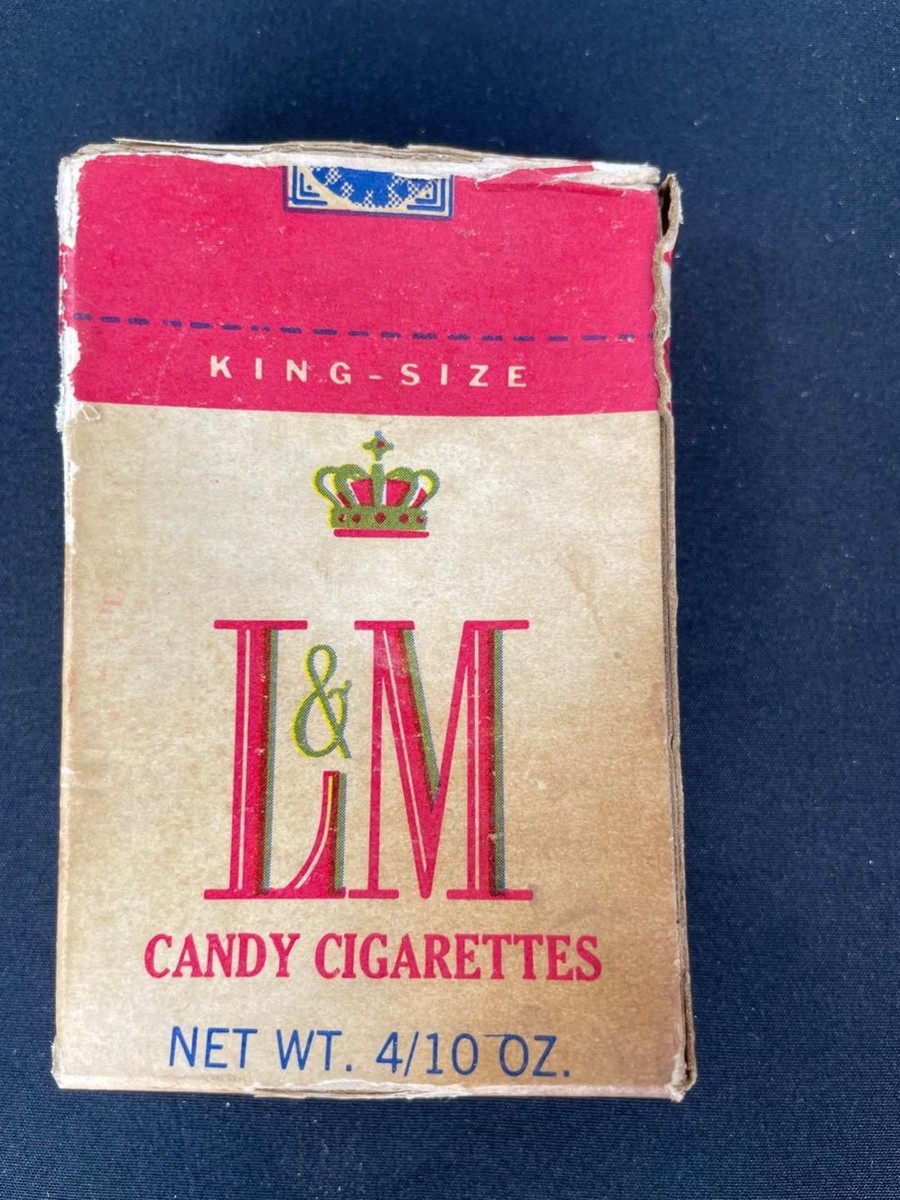 KING-SIZE
L&M
CANDY CIGARETTES
NET WT. 4/10 OZ.